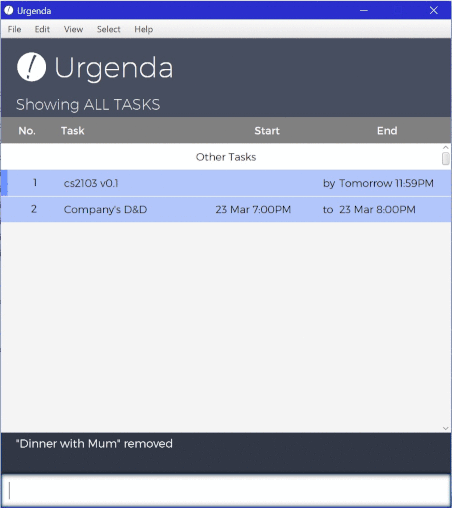 Urgenda
File Edit View Select Help
Urgenda
Showing ALL TASKS
No. Task Start End
Other Tasks
1 cs2103 v0.1 by Tomorrow 11:59PM
2 Company's D&D 23 Mar 7:00PM to 23 Mar 8:00PM
"Dinner with Mum" removed